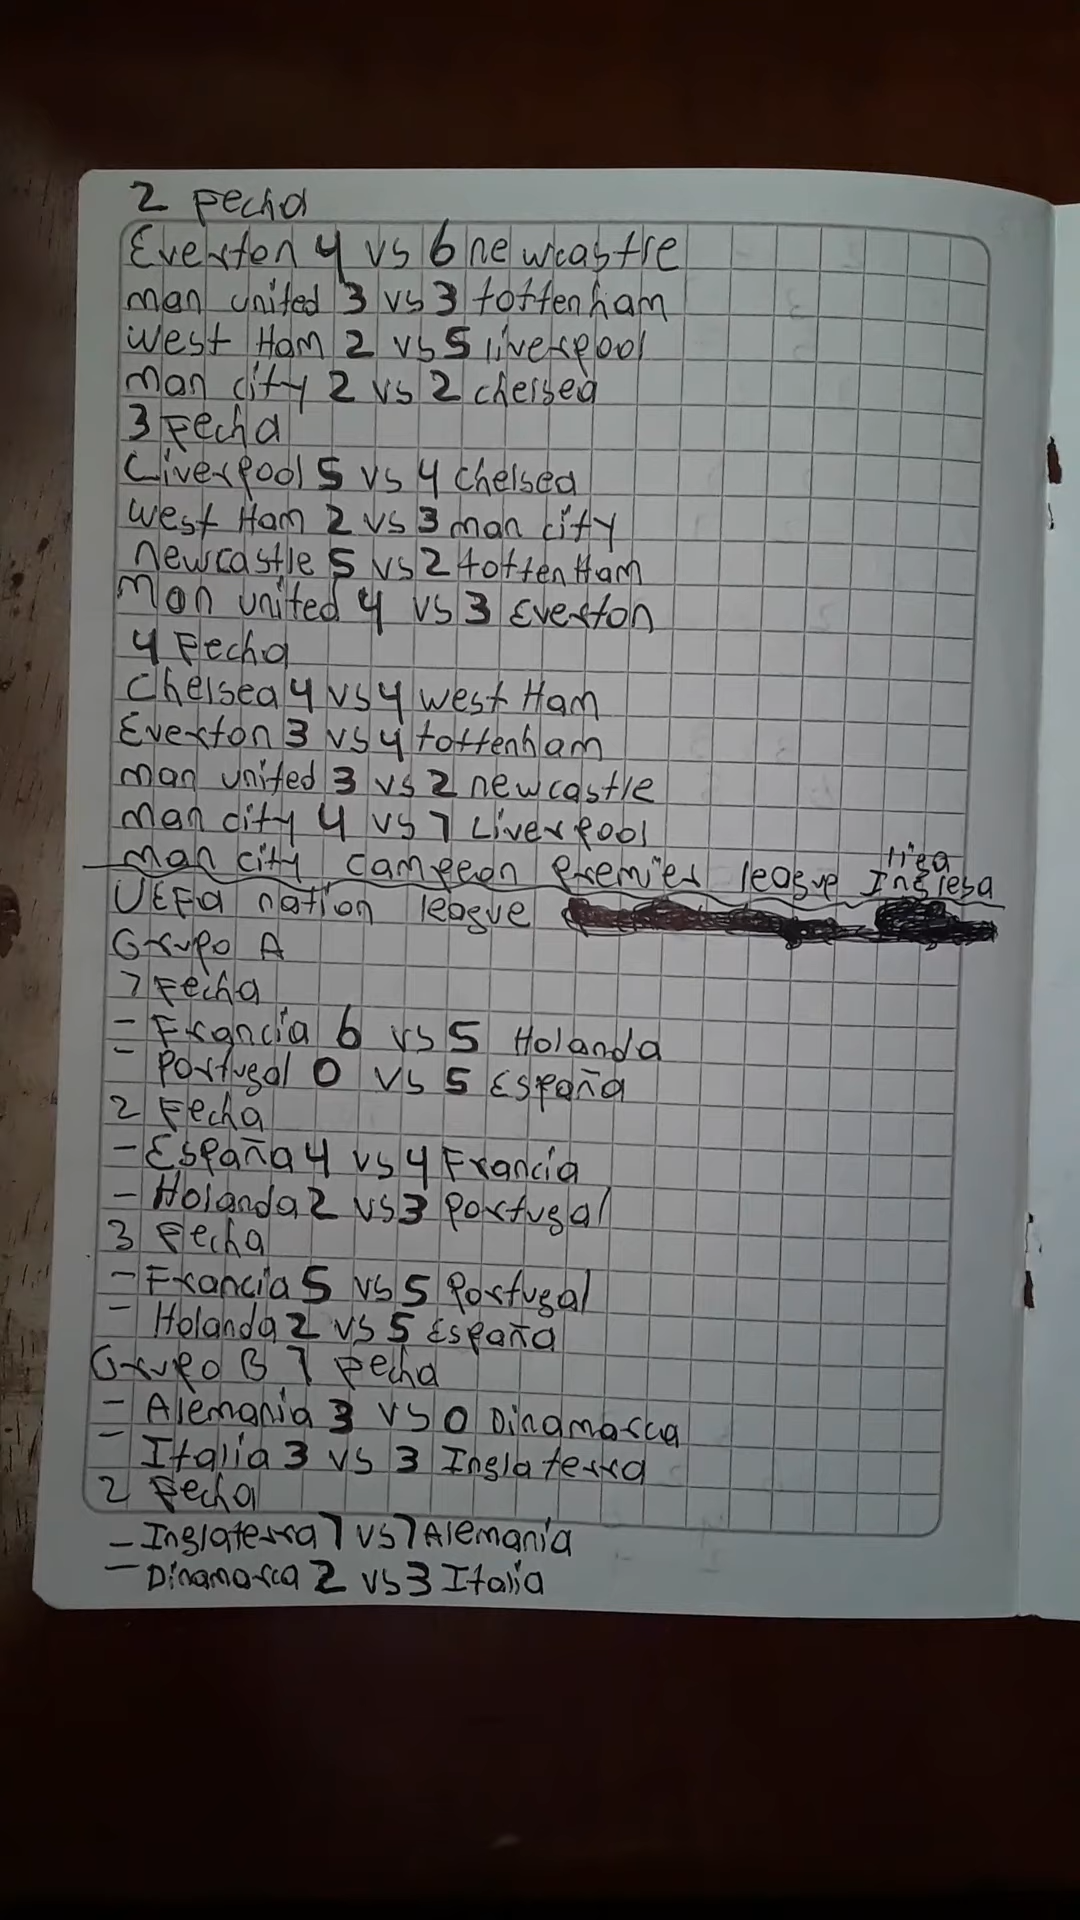 2 Fecha
Everton 4 vs 6 newcastle
man united 3 vs 3 tottenham
West Ham 2 vs 5 liverpool
man city 2 vs 2 chelsea
3 Fecha
Liverpool 5 vs 4 Chelsea
West Ham 2 vs 3 man city
Newcastle 5 vs 2 tottenHam
Man united 4 vs 3 Everton
4 Fecha
Chelsea 4 vs 4 West Ham
Everton 3 vs 4 tottenham
man united 3 vs 2 newcastle
man city 4 vs 7 Liverpool
man city campeon Premier league liga Inglesa
UEFa nation league
Grupo A
1 Fecha
- Francia 6 vs 5 Holanda
- Portugal 0 vs 5 España
2 Fecha
- España 4 vs 4 Francia
- Holanda 2 vs 3 Portugal
3 Fecha
- Francia 5 vs 5 Portugal
- Holanda 2 vs 5 España
Grupo B 1 Fecha
- Alemania 3 vs 0 Dinamarca
- Italia 3 vs 3 Inglaterra
2 Fecha
- Inglaterra 7 vs 7 Alemania
- Dinamarca 2 vs 3 Italia